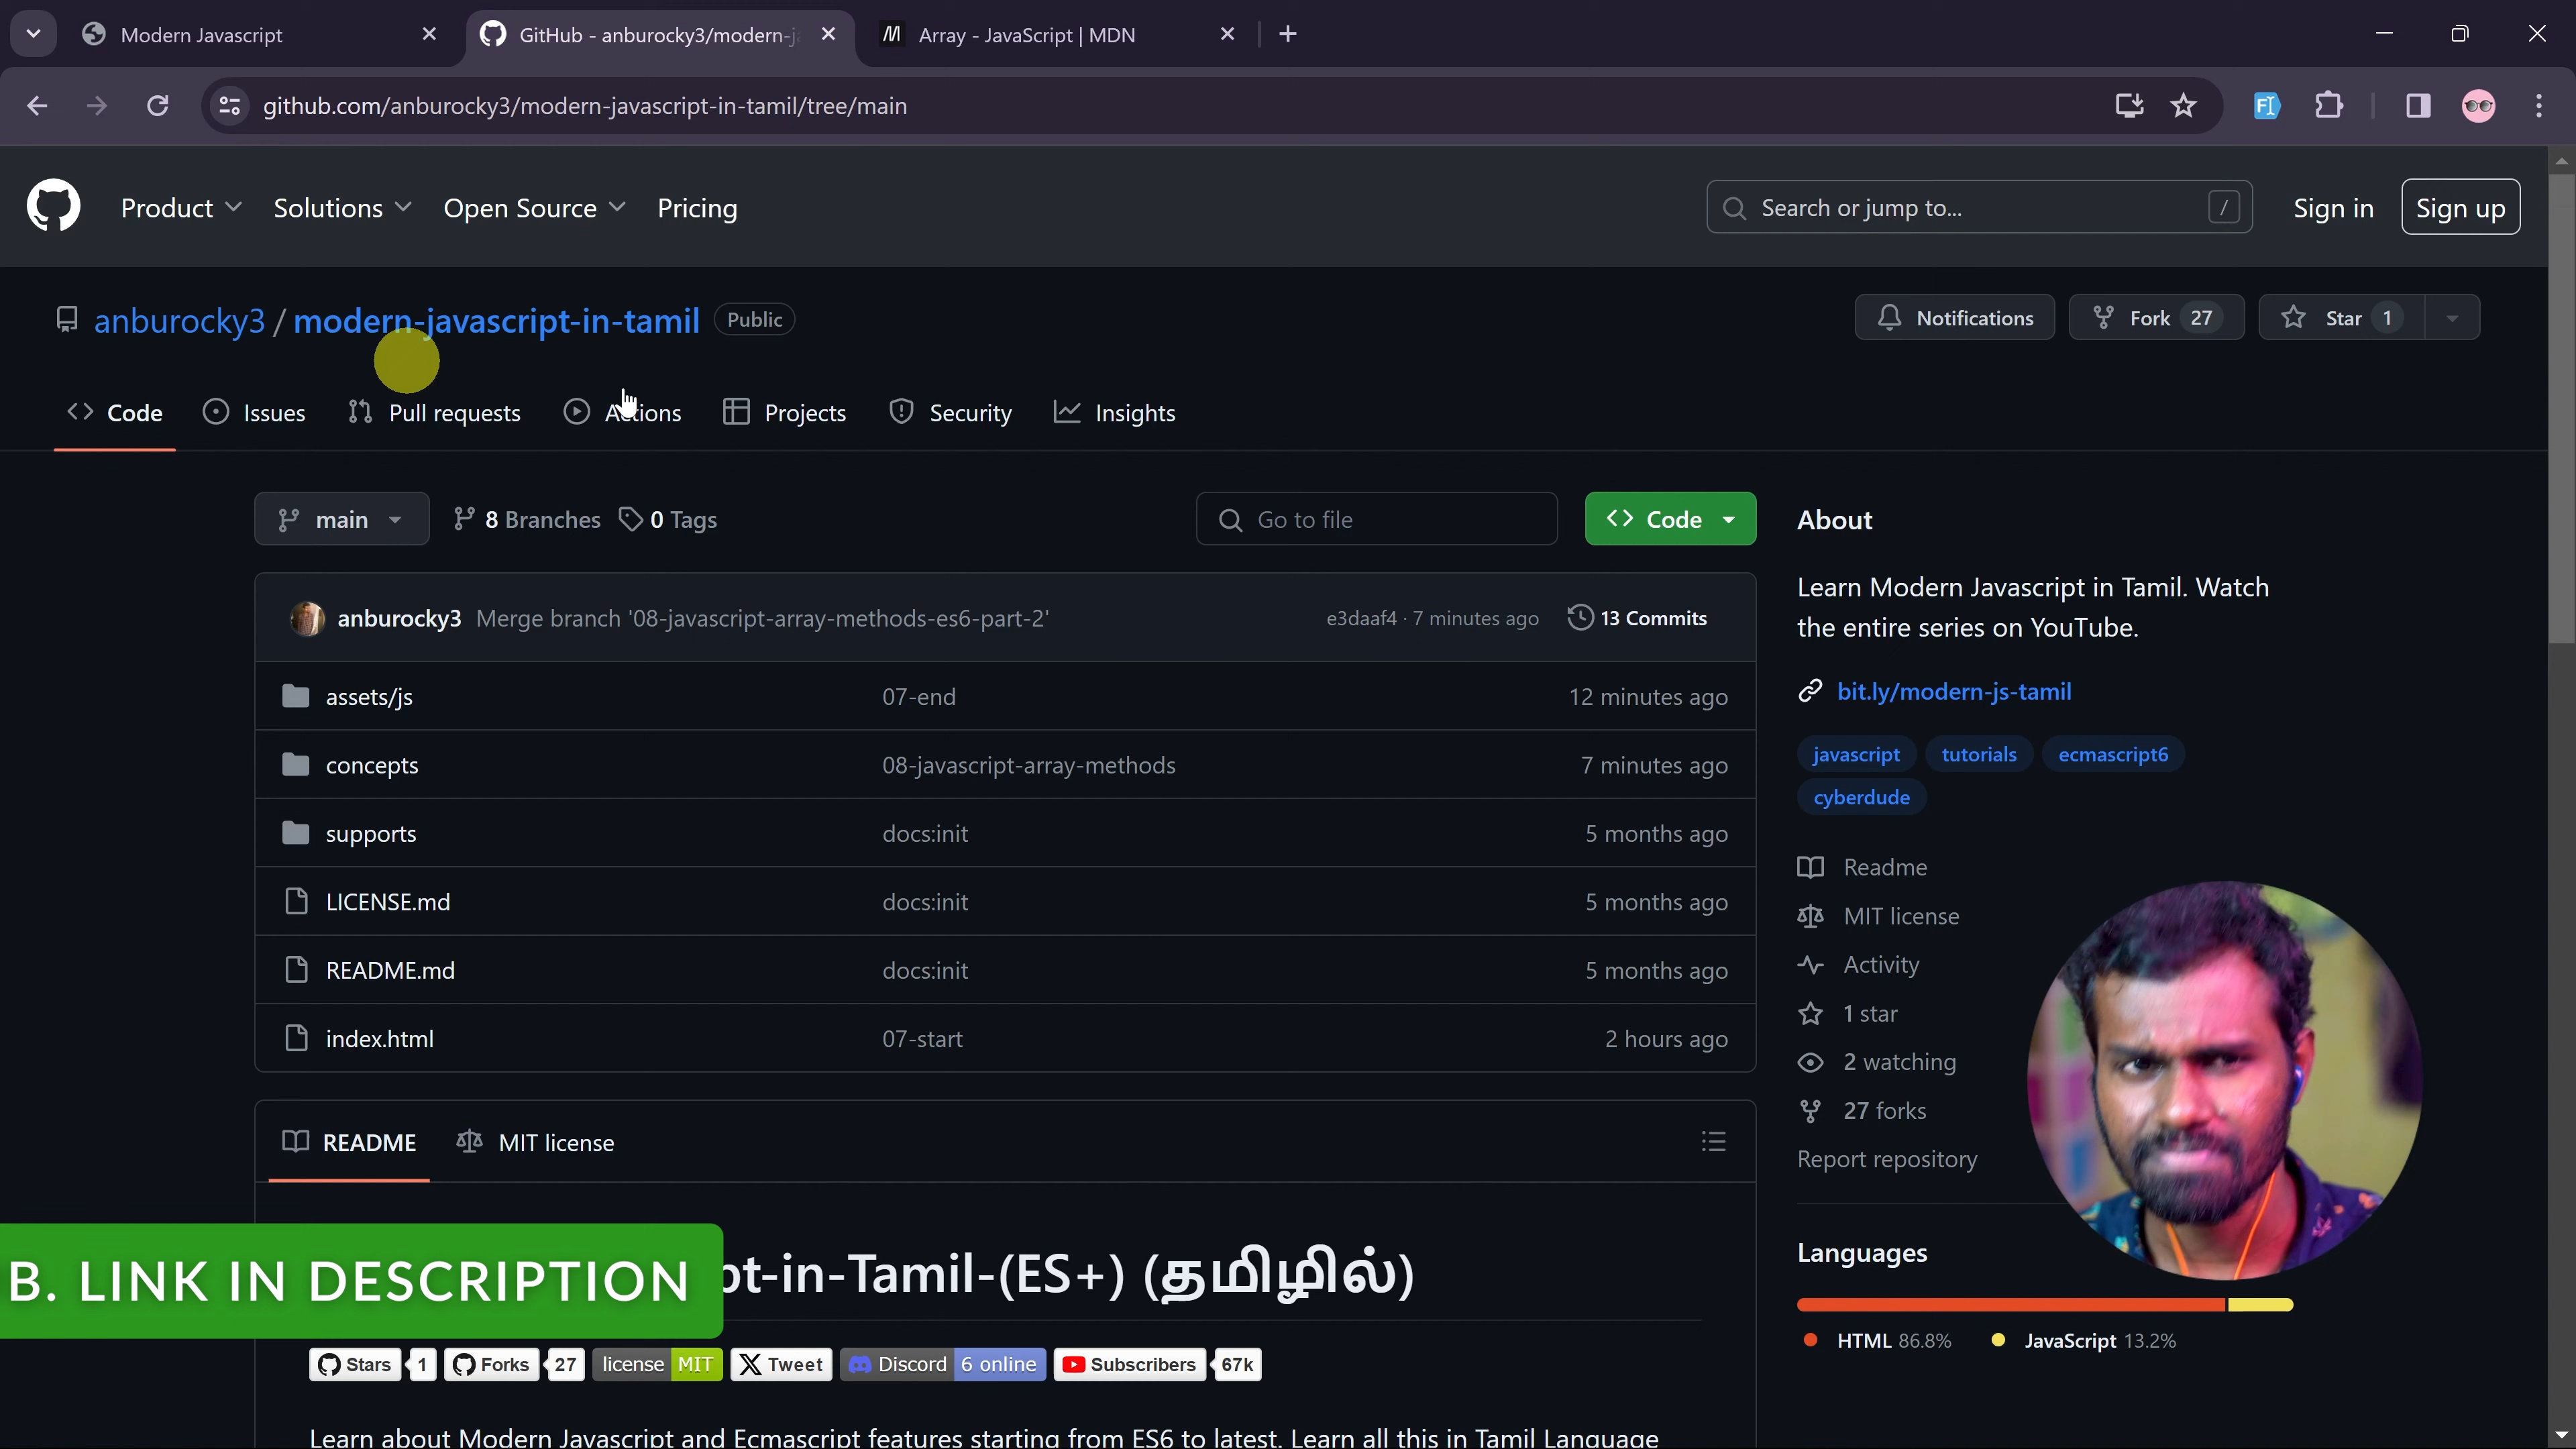 Modern Javascript
GitHub - anburocky3/modern-j
Array - JavaScript | MDN
github.com/anburocky3/modern-javascript-in-tamil/tree/main
Product Solutions Open Source Pricing
Search or jump to... /
Sign in Sign up
anburocky3 / modern-javascript-in-tamil Public
Notifications Fork 27 Star 1
Code Issues Pull requests Actions Projects Security Insights
main 8 Branches 0 Tags
Go to file
Code
anburocky3 Merge branch '08-javascript-array-methods-es6-part-2' e3daaf4 · 7 minutes ago 13 Commits
assets/js 07-end 12 minutes ago
concepts 08-javascript-array-methods 7 minutes ago
supports docs:init 5 months ago
LICENSE.md docs:init 5 months ago
README.md docs:init 5 months ago
index.html 07-start 2 hours ago
About
Learn Modern Javascript in Tamil. Watch
the entire series on YouTube.
bit.ly/modern-js-tamil
javascript tutorials ecmascript6
cyberdude
Readme
MIT license
Activity
1 star
2 watching
27 forks
Report repository
Languages
HTML 86.8% JavaScript 13.2%
README MIT license
pt-in-Tamil-(ES+) (தமிழில்)
B. LINK IN DESCRIPTION
Stars 1 Forks 27 license MIT Tweet Discord 6 online Subscribers 67k
Learn about Modern Javascript and Ecmascript features starting from ES6 to latest. Learn all this in Tamil Language